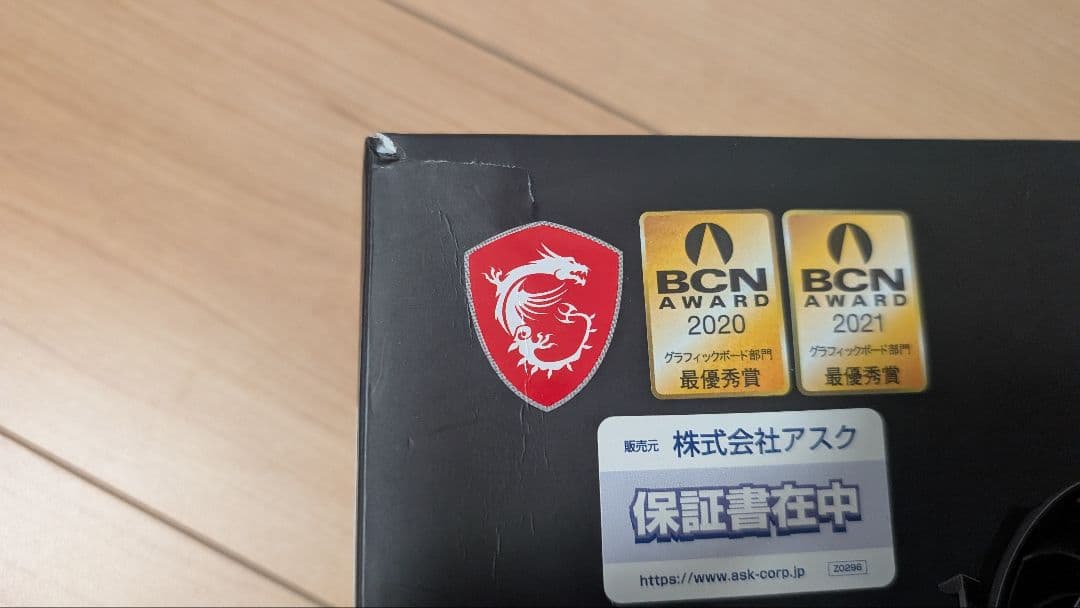 BCN
AWARD
2020
グラフィックボード部門
最優秀賞
BCN
AWARD
2021
グラフィックボード部門
最優秀賞
販売元 株式会社アスク
保証書在中
https://www.ask-corp.jp Z0296